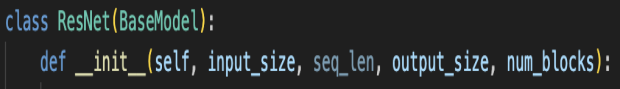 class ResNet(BaseModel):
def __init__(self, input_size, seq_len, output_size, num_blocks):